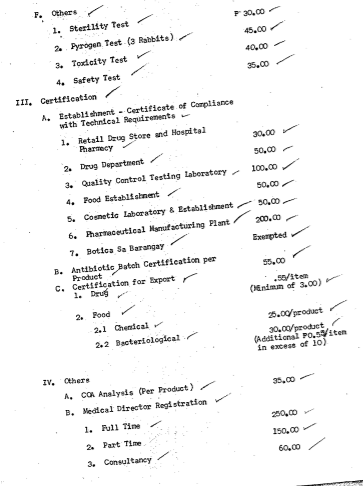 F. Others
1. Sterility Test P 30.00
2. Pyrogen Test (3 Rabbits) 45.00
3. Toxicity Test 40.00
4. Safety Test 35.00
III. Certification
A. Establishment - Certificate of Compliance
with Technical Requirements
1. Retail Drug Store and Hospital
Pharmacy 30.00
2. Drug Department 50.00
3. Quality Control Testing Laboratory 100.00
4. Food Establishment 50.00
5. Cosmetic Laboratory & Establishment 50.00
6. Pharmaceutical Manufacturing Plant 200.00
7. Botica Sa Barangay Exempted
B. Antibiotic Batch Certification per
Product 55.00
C. Certification for Export
1. Drug .55/item
(Minimum of 3.00)
2. Food
2.1 Chemical 25.00/product
2.2 Bacteriological 30.00/product
(Additional P0.55/item
in excess of 10)
IV. Others
A. COA Analysis (Per Product) 35.00
B. Medical Director Registration
1. Full Time 250.00
2. Part Time 150.00
3. Consultancy 60.00